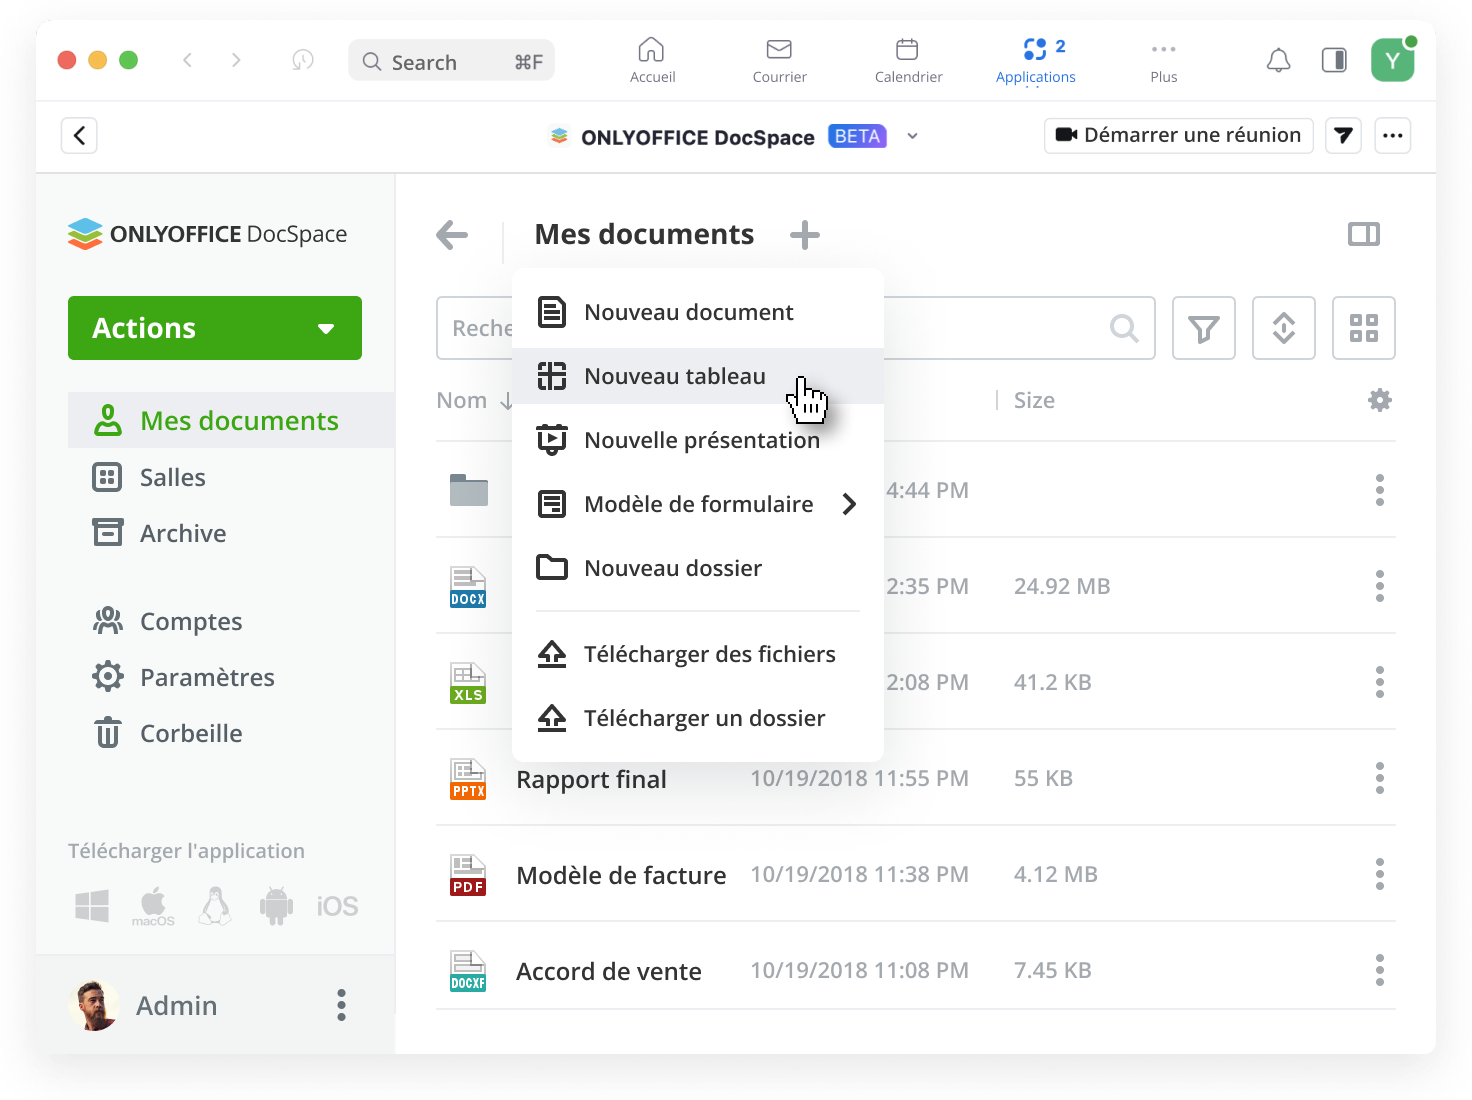 Search ⌘F
Accueil
Courrier
Calendrier
2
Applications
Plus
Y
ONLYOFFICE DocSpace BETA
Démarrer une réunion
ONLYOFFICE DocSpace
Actions
Mes documents
Salles
Archive
Comptes
Paramètres
Corbeille
Télécharger l'application
macOS
iOS
Admin
Mes documents
Reche
Nouveau document
Nouveau tableau
Nouvelle présentation
Modèle de formulaire
Nouveau dossier
Télécharger des fichiers
Télécharger un dossier
Nom Size
4:44 PM
DOCX 2:35 PM 24.92 MB
XLS 2:08 PM 41.2 KB
PPTX Rapport final 10/19/2018 11:55 PM 55 KB
PDF Modèle de facture 10/19/2018 11:38 PM 4.12 MB
DOCXF Accord de vente 10/19/2018 11:08 PM 7.45 KB